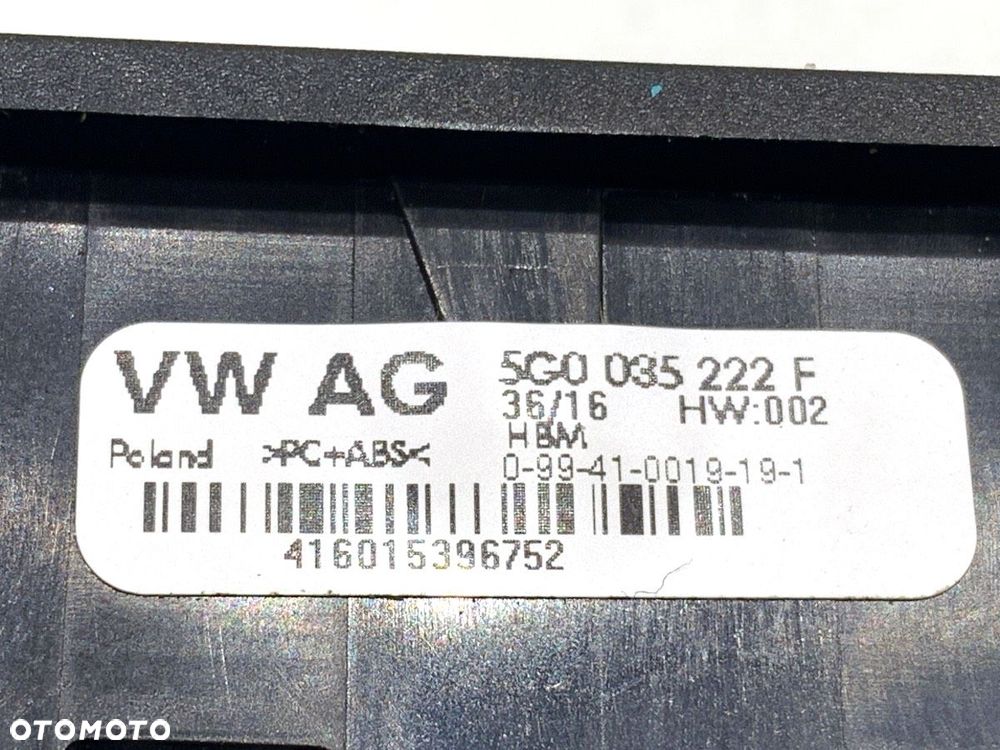 VW AG 5G0 035 222 F
36/16 HW:002
HBM
Poland >PC+ABS<
0-99-41-0019-19-1
416015396752
OTOMOTO